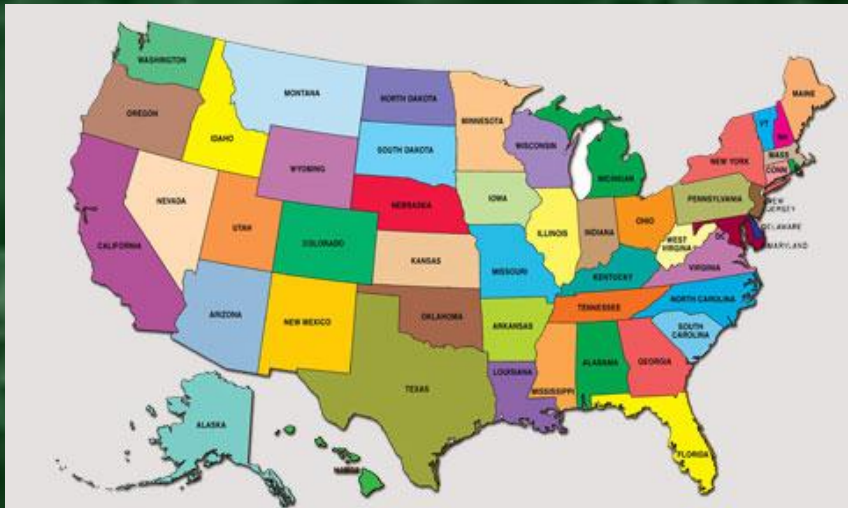 WASHINGTON
OREGON
CALIFORNIA
NEVADA
IDAHO
MONTANA
WYOMING
UTAH
ARIZONA
COLORADO
NEW MEXICO
NORTH DAKOTA
SOUTH DAKOTA
NEBRASKA
KANSAS
OKLAHOMA
TEXAS
MINNESOTA
IOWA
MISSOURI
ARKANSAS
LOUISIANA
WISCONSIN
ILLINOIS
MICHIGAN
INDIANA
OHIO
KENTUCKY
TENNESSEE
MISSISSIPPI
ALABAMA
GEORGIA
FLORIDA
SOUTH
CAROLINA
NORTH CAROLINA
VIRGINIA
WEST
VIRGINIA
DC
PENNSYLVANIA
NEW YORK
VT
NH
MAINE
MASS
CONN
NEW
JERSEY
DELAWARE
MARYLAND
ALASKA
HAWAII